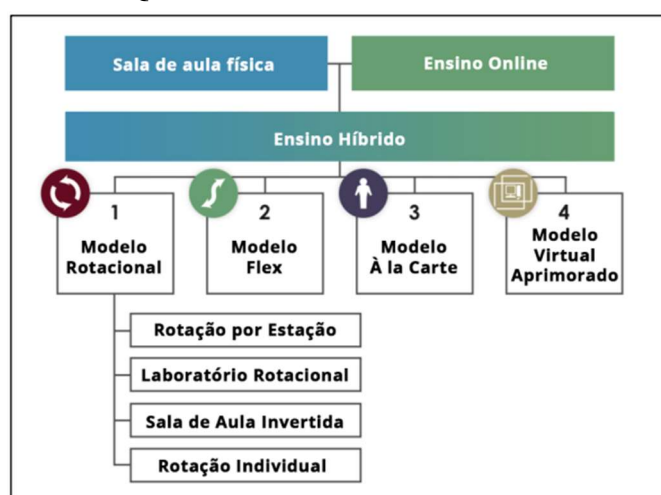 Sala de aula física
Ensino Online
Ensino Híbrido
1
Modelo
Rotacional
2
Modelo
Flex
3
Modelo
À la Carte
4
Modelo
Virtual
Aprimorado
Rotação por Estação
Laboratório Rotacional
Sala de Aula Invertida
Rotação Individual